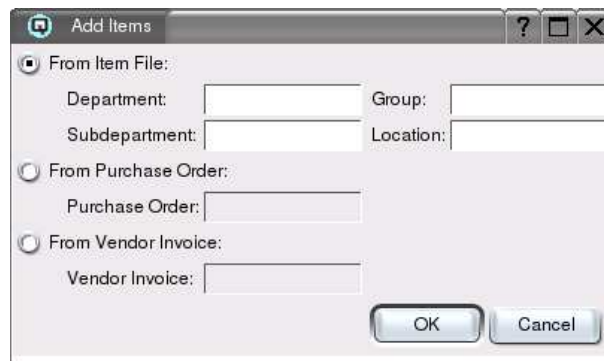 Add Items
From Item File:
Department: Group:
Subdepartment: Location:
From Purchase Order:
Purchase Order:
From Vendor Invoice:
Vendor Invoice:
OK Cancel